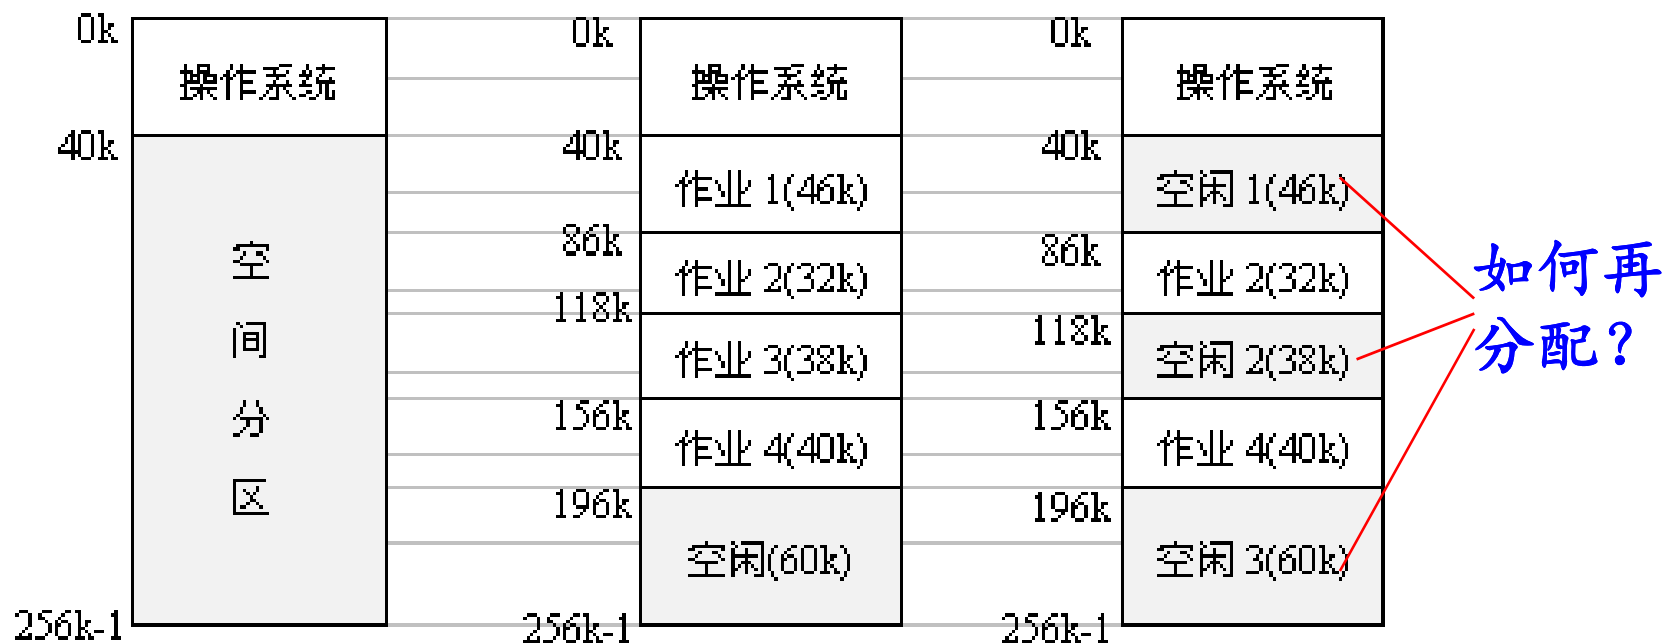 0k
操作系统
40k
空
间
分
区
256k-1
0k
操作系统
40k
作业 1(46k)
86k
作业 2(32k)
118k
作业 3(38k)
156k
作业 4(40k)
196k
空闲(60k)
256k-1
0k
操作系统
40k
空闲 1(46k)
86k
作业 2(32k)
118k
空闲 2(38k)
156k
作业 4(40k)
196k
空闲 3(60k)
256k-1
如何再
分配?